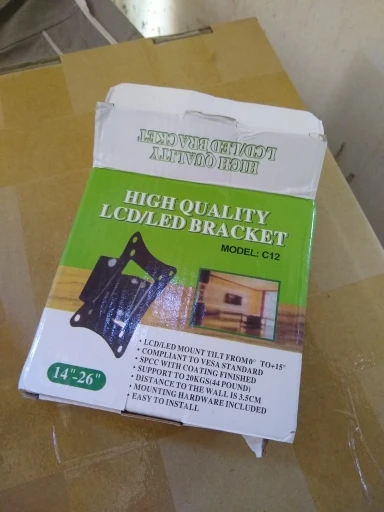 HIGH QUALITY
LCD/LED BRACKET
HIGH QUALITY
LCD/LED BRACKET
MODEL: C12
• LCD/LED MOUNT TILT FROM 0° TO+15°
• COMPLIANT TO VESA STANDARD
• SPCC WITH COATING FINISHED
• SUPPORT TO 20KGS(44 POUND)
• DISTANCE TO THE WALL IS 3.5CM
• MOUNTING HARDWARE INCLUDED
• EASY TO INSTALL
14"-26"